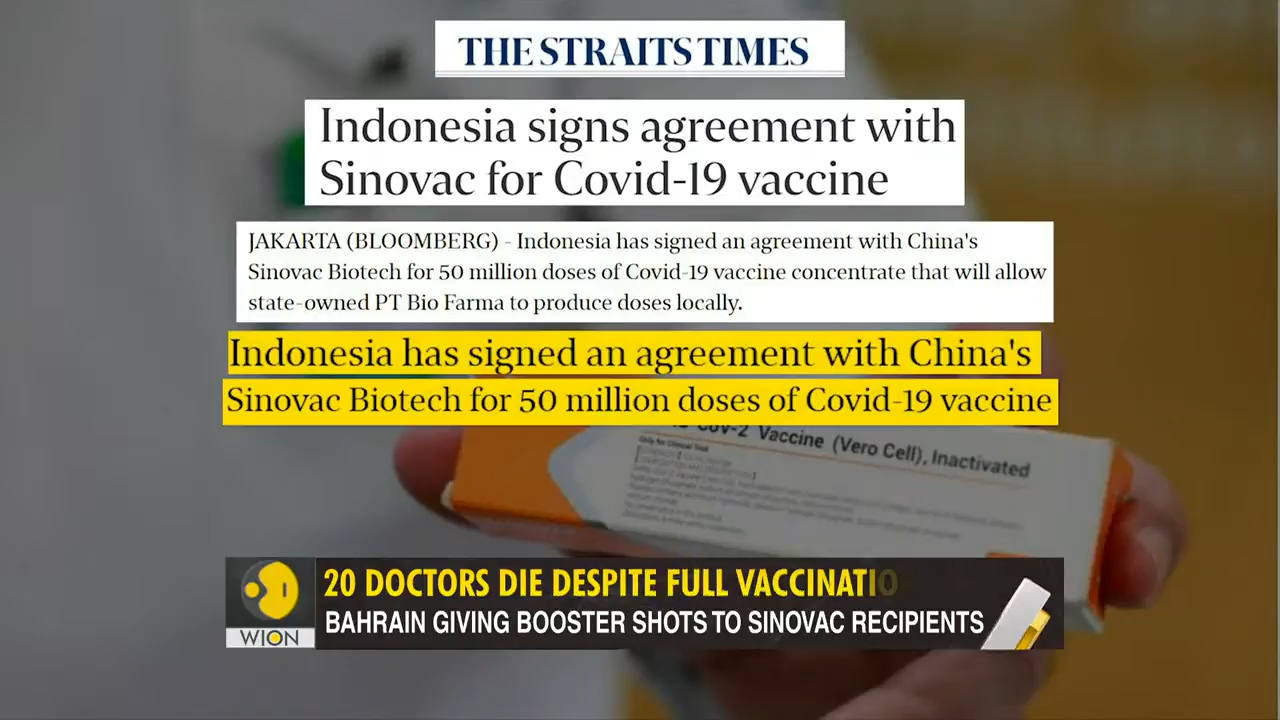 THE STRAITS TIMES
Indonesia signs agreement with
Sinovac for Covid-19 vaccine
JAKARTA (BLOOMBERG) - Indonesia has signed an agreement with China's
Sinovac Biotech for 50 million doses of Covid-19 vaccine concentrate that will allow
state-owned PT Bio Farma to produce doses locally.
Indonesia has signed an agreement with China's
Sinovac Biotech for 50 million doses of Covid-19 vaccine
CoV-2 Vaccine (Vero Cell), Inactivated
Only for Clinical Trial
20 DOCTORS DIE DESPITE FULL VACCINATIO
BAHRAIN GIVING BOOSTER SHOTS TO SINOVAC RECIPIENTS
WION